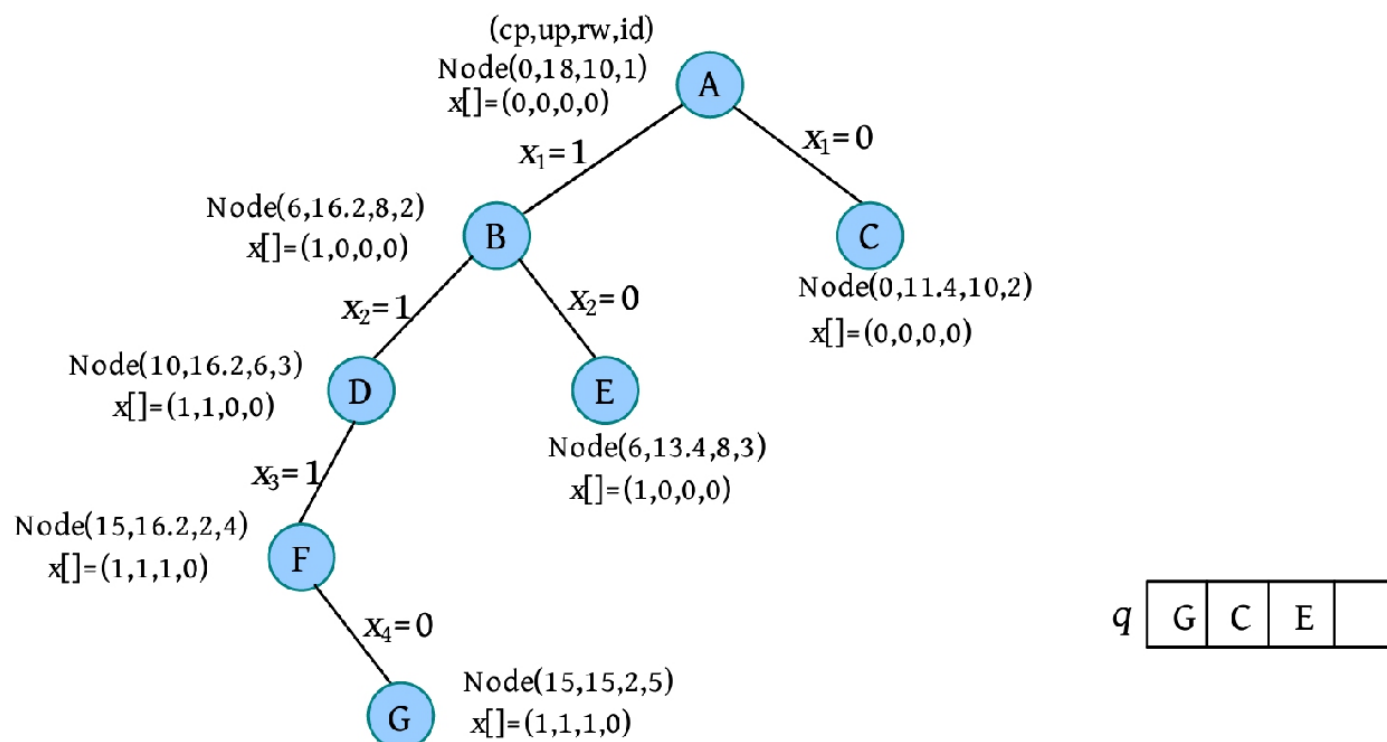 (cp,up,rw,id)
Node(0,18,10,1)
x[]=(0,0,0,0)
A
x₁=1
x₁=0
Node(6,16.2,8,2)
x[]=(1,0,0,0)
B
C
Node(0,11.4,10,2)
x[]=(0,0,0,0)
x₂=1
x₂=0
Node(10,16.2,6,3)
x[]=(1,1,0,0)
D
E
Node(6,13.4,8,3)
x[]=(1,0,0,0)
x₃=1
Node(15,16.2,2,4)
x[]=(1,1,1,0)
F
x₄=0
q G C E
G
Node(15,15,2,5)
x[]=(1,1,1,0)